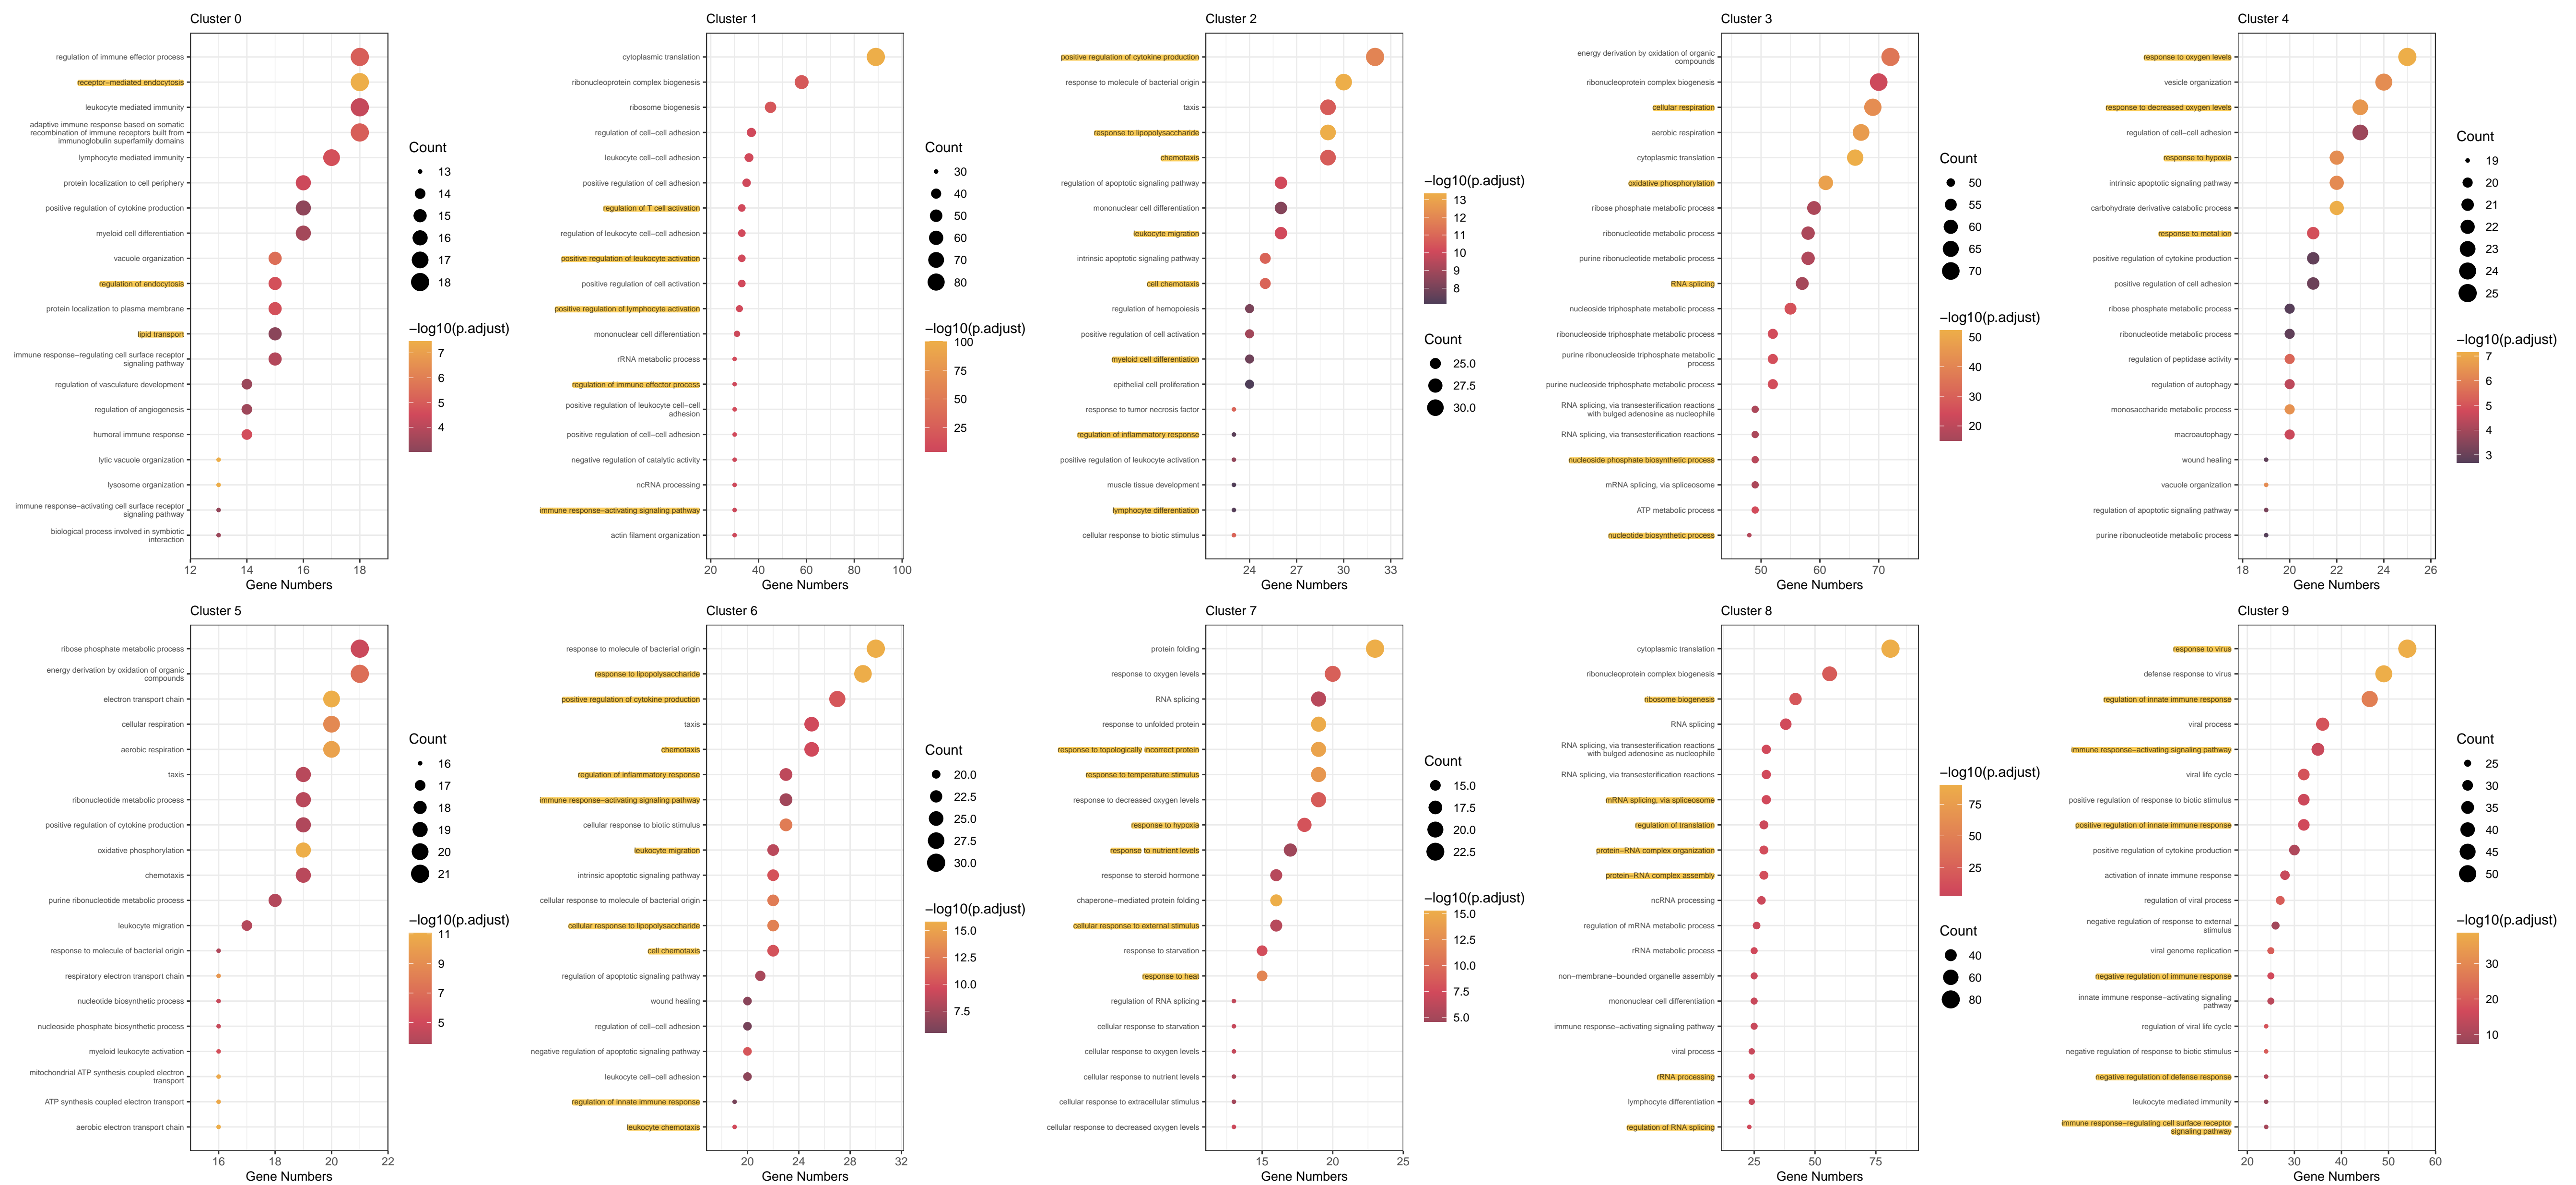 Cluster 0
regulation of immune effector process
receptor−mediated endocytosis
leukocyte mediated immunity
adaptive immune response based on somatic
recombination of immune receptors built from
immunoglobulin superfamily domains
lymphocyte mediated immunity
protein localization to cell periphery
positive regulation of cytokine production
myeloid cell differentiation
vacuole organization
regulation of endocytosis
protein localization to plasma membrane
lipid transport
immune response−regulating cell surface receptor
signaling pathway
regulation of vasculature development
regulation of angiogenesis
humoral immune response
lytic vacuole organization
lysosome organization
immune response−activating cell surface receptor
signaling pathway
biological process involved in symbiotic
interaction
12 14 16 18
Gene Numbers
Count
13
14
15
16
17
18
−log10(p.adjust)
7
6
5
4
Cluster 1
cytoplasmic translation
ribonucleoprotein complex biogenesis
ribosome biogenesis
regulation of cell−cell adhesion
leukocyte cell−cell adhesion
positive regulation of cell adhesion
regulation of T cell activation
regulation of leukocyte cell−cell adhesion
positive regulation of leukocyte activation
positive regulation of cell activation
positive regulation of lymphocyte activation
mononuclear cell differentiation
rRNA metabolic process
regulation of immune effector process
positive regulation of leukocyte cell−cell
adhesion
positive regulation of cell−cell adhesion
negative regulation of catalytic activity
ncRNA processing
immune response−activating signaling pathway
actin filament organization
20 40 60 80 100
Gene Numbers
Count
30
40
50
60
70
80
−log10(p.adjust)
100
75
50
25
Cluster 2
positive regulation of cytokine production
response to molecule of bacterial origin
taxis
response to lipopolysaccharide
chemotaxis
regulation of apoptotic signaling pathway
mononuclear cell differentiation
leukocyte migration
intrinsic apoptotic signaling pathway
cell chemotaxis
regulation of hemopoiesis
positive regulation of cell activation
myeloid cell differentiation
epithelial cell proliferation
response to tumor necrosis factor
regulation of inflammatory response
positive regulation of leukocyte activation
muscle tissue development
lymphocyte differentiation
cellular response to biotic stimulus
24 27 30 33
Gene Numbers
−log10(p.adjust)
13
12
11
10
9
8
Count
25.0
27.5
30.0
Cluster 3
energy derivation by oxidation of organic
compounds
ribonucleoprotein complex biogenesis
cellular respiration
aerobic respiration
cytoplasmic translation
oxidative phosphorylation
ribose phosphate metabolic process
ribonucleotide metabolic process
purine ribonucleotide metabolic process
RNA splicing
nucleoside triphosphate metabolic process
ribonucleoside triphosphate metabolic process
purine ribonucleoside triphosphate metabolic
process
purine nucleoside triphosphate metabolic process
RNA splicing, via transesterification reactions
with bulged adenosine as nucleophile
RNA splicing, via transesterification reactions
nucleoside phosphate biosynthetic process
mRNA splicing, via spliceosome
ATP metabolic process
nucleotide biosynthetic process
50 60 70
Gene Numbers
Count
50
55
60
65
70
−log10(p.adjust)
50
40
30
20
Cluster 4
response to oxygen levels
vesicle organization
response to decreased oxygen levels
regulation of cell−cell adhesion
response to hypoxia
intrinsic apoptotic signaling pathway
carbohydrate derivative catabolic process
response to metal ion
positive regulation of cytokine production
positive regulation of cell adhesion
ribose phosphate metabolic process
ribonucleotide metabolic process
regulation of peptidase activity
regulation of autophagy
monosaccharide metabolic process
macroautophagy
wound healing
vacuole organization
regulation of apoptotic signaling pathway
purine ribonucleotide metabolic process
18 20 22 24 26
Gene Numbers
Count
19
20
21
22
23
24
25
−log10(p.adjust)
7
6
5
4
3
Cluster 5
ribose phosphate metabolic process
energy derivation by oxidation of organic
compounds
electron transport chain
cellular respiration
aerobic respiration
taxis
ribonucleotide metabolic process
positive regulation of cytokine production
oxidative phosphorylation
chemotaxis
purine ribonucleotide metabolic process
leukocyte migration
response to molecule of bacterial origin
respiratory electron transport chain
nucleotide biosynthetic process
nucleoside phosphate biosynthetic process
myeloid leukocyte activation
mitochondrial ATP synthesis coupled electron
transport
ATP synthesis coupled electron transport
aerobic electron transport chain
16 18 20 22
Gene Numbers
Count
16
17
18
19
20
21
−log10(p.adjust)
11
9
7
5
Cluster 6
response to molecule of bacterial origin
response to lipopolysaccharide
positive regulation of cytokine production
taxis
chemotaxis
regulation of inflammatory response
immune response−activating signaling pathway
cellular response to biotic stimulus
leukocyte migration
intrinsic apoptotic signaling pathway
cellular response to molecule of bacterial origin
cellular response to lipopolysaccharide
cell chemotaxis
regulation of apoptotic signaling pathway
wound healing
regulation of cell−cell adhesion
negative regulation of apoptotic signaling pathway
leukocyte cell−cell adhesion
regulation of innate immune response
leukocyte chemotaxis
20 24 28 32
Gene Numbers
Count
20.0
22.5
25.0
27.5
30.0
−log10(p.adjust)
15.0
12.5
10.0
7.5
Cluster 7
protein folding
response to oxygen levels
RNA splicing
response to unfolded protein
response to topologically incorrect protein
response to temperature stimulus
response to decreased oxygen levels
response to hypoxia
response to nutrient levels
response to steroid hormone
chaperone−mediated protein folding
cellular response to external stimulus
response to starvation
response to heat
regulation of RNA splicing
cellular response to starvation
cellular response to oxygen levels
cellular response to nutrient levels
cellular response to extracellular stimulus
cellular response to decreased oxygen levels
15 20 25
Gene Numbers
Count
15.0
17.5
20.0
22.5
−log10(p.adjust)
15.0
12.5
10.0
7.5
5.0
Cluster 8
cytoplasmic translation
ribonucleoprotein complex biogenesis
ribosome biogenesis
RNA splicing
RNA splicing, via transesterification reactions
with bulged adenosine as nucleophile
RNA splicing, via transesterification reactions
mRNA splicing, via spliceosome
regulation of translation
protein−RNA complex organization
protein−RNA complex assembly
ncRNA processing
regulation of mRNA metabolic process
rRNA metabolic process
non−membrane−bounded organelle assembly
mononuclear cell differentiation
immune response−activating signaling pathway
viral process
rRNA processing
lymphocyte differentiation
regulation of RNA splicing
25 50 75
Gene Numbers
−log10(p.adjust)
75
50
25
Count
40
60
80
Cluster 9
response to virus
defense response to virus
regulation of innate immune response
viral process
immune response−activating signaling pathway
viral life cycle
positive regulation of response to biotic stimulus
positive regulation of innate immune response
positive regulation of cytokine production
activation of innate immune response
regulation of viral process
negative regulation of response to external
stimulus
viral genome replication
negative regulation of immune response
innate immune response−activating signaling
pathway
regulation of viral life cycle
negative regulation of response to biotic stimulus
negative regulation of defense response
leukocyte mediated immunity
immune response−regulating cell surface receptor
signaling pathway
20 30 40 50 60
Gene Numbers
Count
25
30
35
40
45
50
−log10(p.adjust)
30
20
10